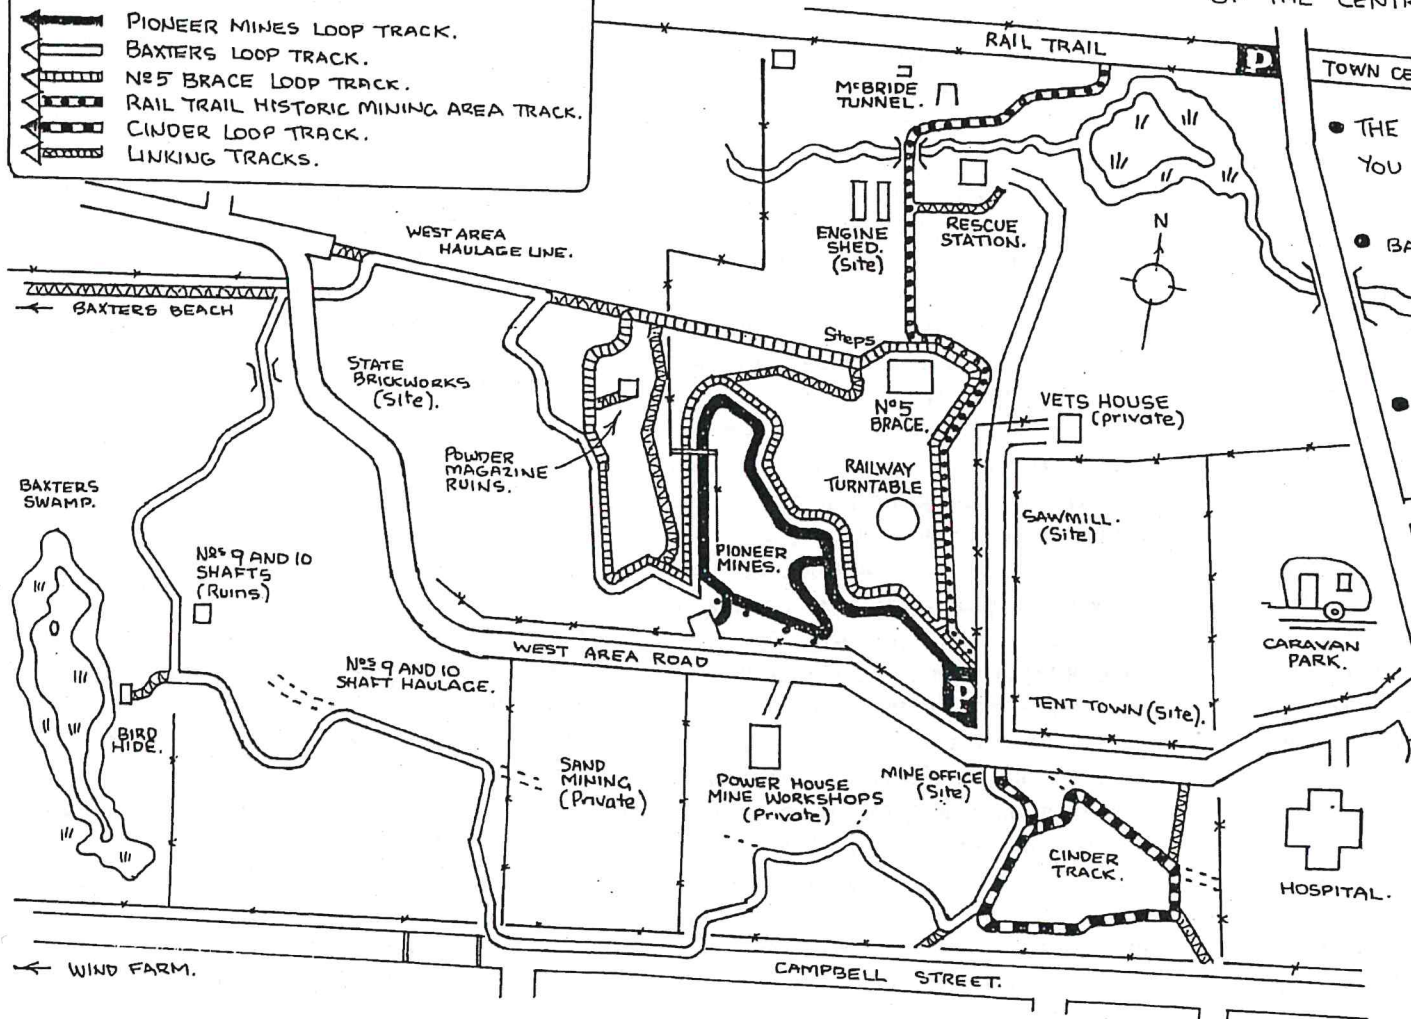 OF THE CENTR
PIONEER MINES LOOP TRACK.
BAXTERS LOOP TRACK.
Nº5 BRACE LOOP TRACK.
RAIL TRAIL HISTORIC MINING AREA TRACK.
CINDER LOOP TRACK.
LINKING TRACKS.
RAIL TRAIL
P
TOWN CE
McBRIDE
TUNNEL.
THE
YOU
WEST AREA
HAULAGE LINE.
ENGINE
SHED.
(Site)
RESCUE
STATION.
N
BA
BAXTERS BEACH
Steps
STATE
BRICKWORKS
(Site).
Nº5
BRACE.
VETS HOUSE
(private)
POWDER
MAGAZINE
RUINS.
RAILWAY
TURNTABLE
BAXTERS
SWAMP.
SAWMILL.
(Site)
Nºs 9 AND 10
SHAFTS
(Ruins)
PIONEER
MINES.
CARAVAN
PARK.
WEST AREA ROAD
Nºs 9 AND 10
SHAFT HAULAGE.
P
TENT TOWN (Site).
BIRD
HIDE.
SAND
MINING
(Private)
POWER HOUSE
MINE WORKSHOPS
(Private)
MINE OFFICE
(Site)
CINDER
TRACK.
HOSPITAL.
WIND FARM.
CAMPBELL STREET.